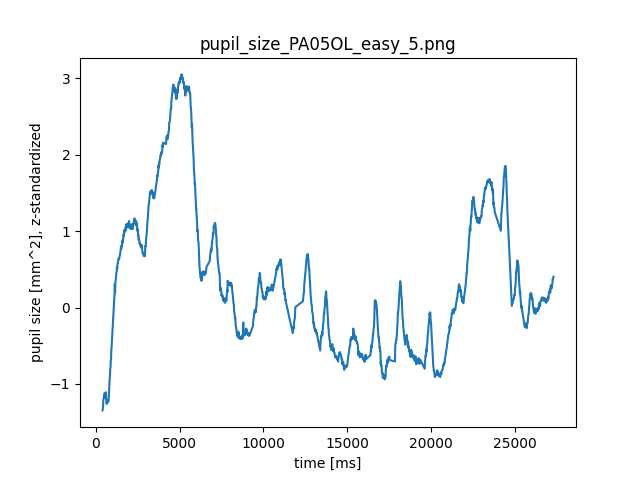 pupil_size_PA05OL_easy_5.png
3
2
1
0
−1
pupil size [mm^2], z-standardized
0 5000 10000 15000 20000 25000
time [ms]